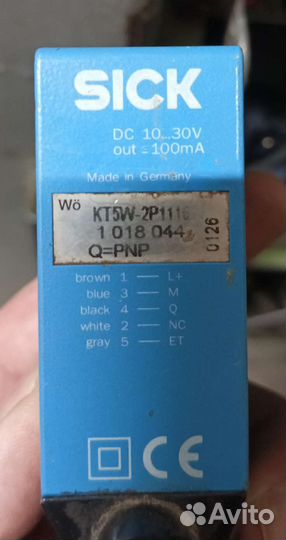 SICK
DC 10...30V
out = 100mA
Made in Germany
Wö
KT5W-2P1116
1 018 044
Q=PNP
0126
brown 1 — L+
blue 3 — M
black 4 — Q
white 2 — NC
gray 5 — ET
CE
Avito